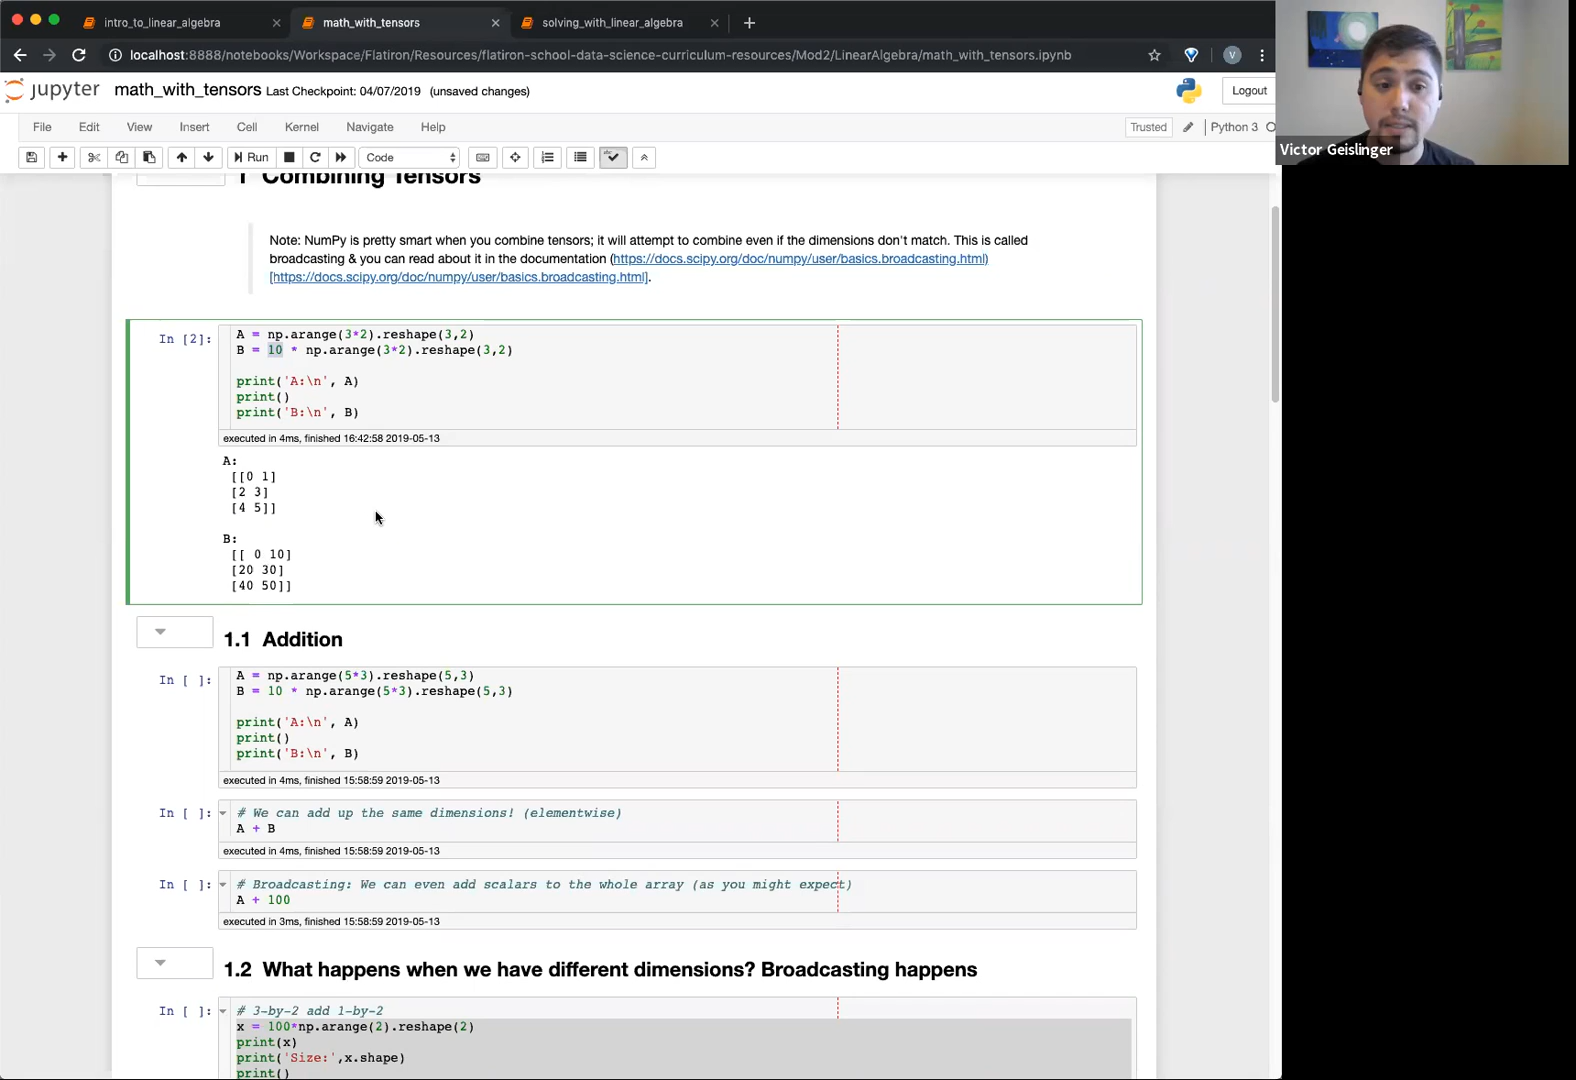 intro_to_linear_algebra
math_with_tensors
solving_with_linear_algebra
localhost:8888/notebooks/Workspace/Flatiron/Resources/flatiron-school-data-science-curriculum-resources/Mod2/LinearAlgebra/math_with_tensors.ipynb
V
jupyter math_with_tensors Last Checkpoint: 04/07/2019 (unsaved changes)
Logout
File Edit View Insert Cell Kernel Navigate Help
Trusted Python 3
Run Code
Victor Geislinger
1 Combining Tensors
Note: NumPy is pretty smart when you combine tensors; it will attempt to combine even if the dimensions don't match. This is called
broadcasting & you can read about it in the documentation (https://docs.scipy.org/doc/numpy/user/basics.broadcasting.html)
[https://docs.scipy.org/doc/numpy/user/basics.broadcasting.html].
In [2]:
A = np.arange(3*2).reshape(3,2)
B = 10 * np.arange(3*2).reshape(3,2)
print('A:\n', A)
print()
print('B:\n', B)
executed in 4ms, finished 16:42:58 2019-05-13
A:
[[0 1]
[2 3]
[4 5]]
B:
[[ 0 10]
[20 30]
[40 50]]
1.1 Addition
In [ ]:
A = np.arange(5*3).reshape(5,3)
B = 10 * np.arange(5*3).reshape(5,3)
print('A:\n', A)
print()
print('B:\n', B)
executed in 4ms, finished 15:58:59 2019-05-13
In [ ]:
# We can add up the same dimensions! (elementwise)
A + B
executed in 4ms, finished 15:58:59 2019-05-13
In [ ]:
# Broadcasting: We can even add scalars to the whole array (as you might expect)
A + 100
executed in 3ms, finished 15:58:59 2019-05-13
1.2 What happens when we have different dimensions? Broadcasting happens
In [ ]:
# 3-by-2 add 1-by-2
x = 100*np.arange(2).reshape(2)
print(x)
print('Size:',x.shape)
print()